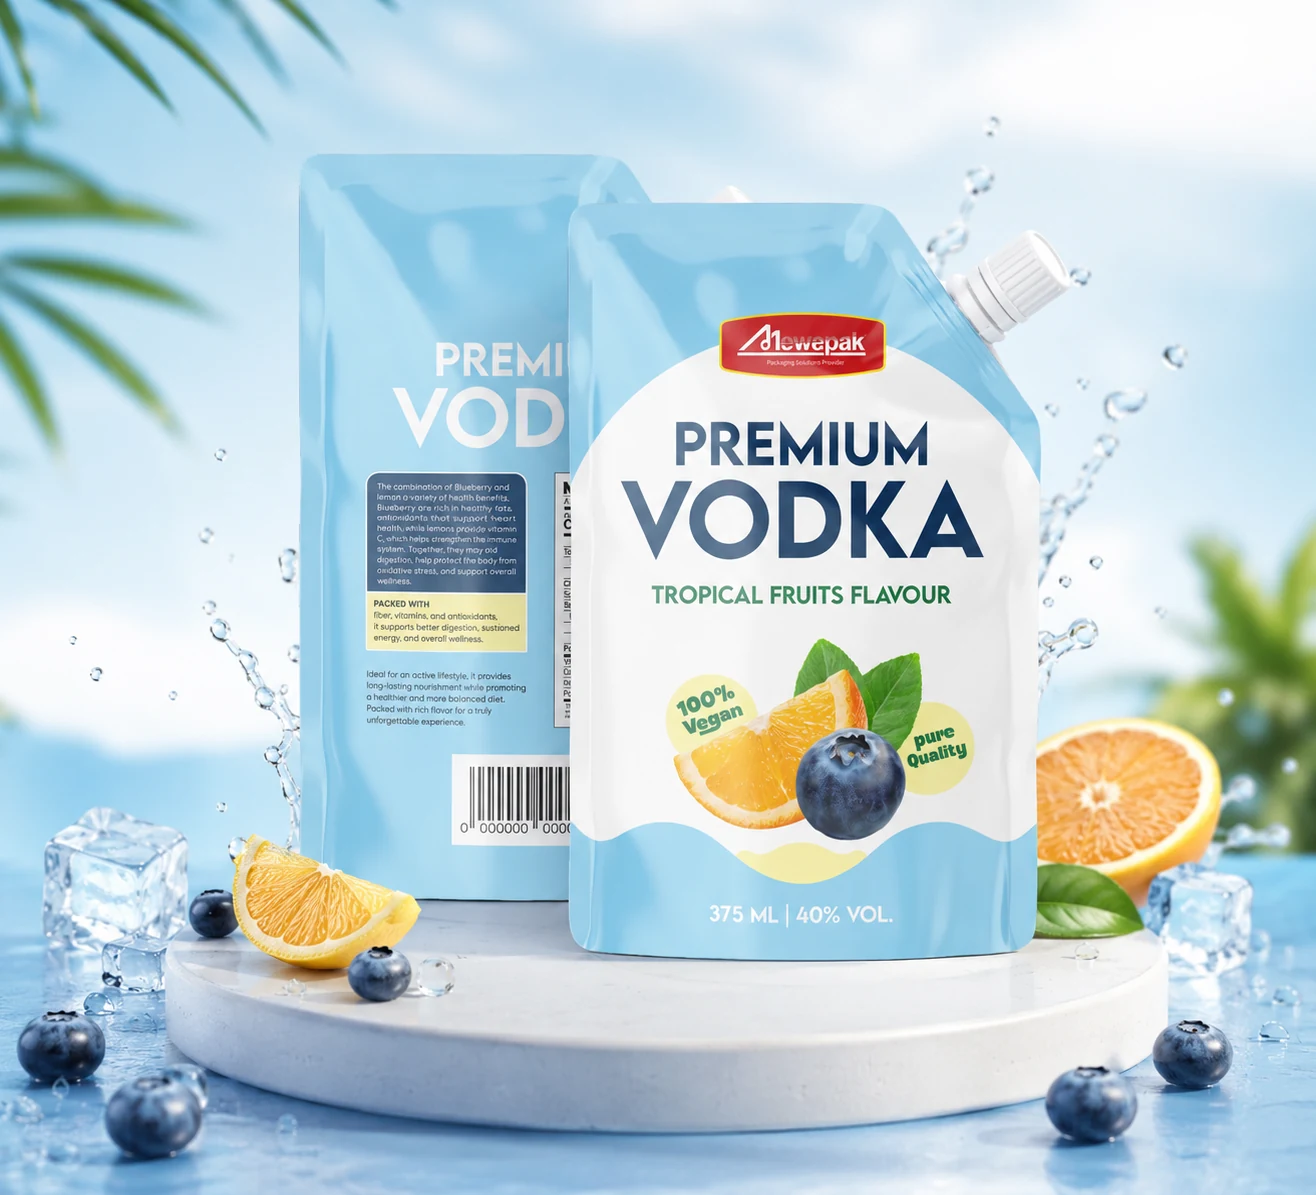 Mewepak
Packaging Solutions Provider
PREMIUM
VODKA
TROPICAL FRUITS FLAVOUR
100%
Vegan
pure
Quality
375 ML | 40% VOL.
PREMI
VOD
The combination of Blueberry and
lemon a variety of health benefits.
Blueberry are rich in healthy fats,
antioxidants that support heart
health, while lemons provide vitamin
C, which helps strengthen the immune
system. Together, they may aid
digestion, help protect the body from
oxidative stress, and support overall
wellness.
PACKED WITH
fiber, vitamins, and antioxidants,
it supports better digestion, sustained
energy, and overall wellness.
Ideal for an active lifestyle, it provides
long-lasting nourishment while promoting
a healthier and more balanced diet.
Packed with rich flavor for a truly
unforgettable experience.
0 000000 000